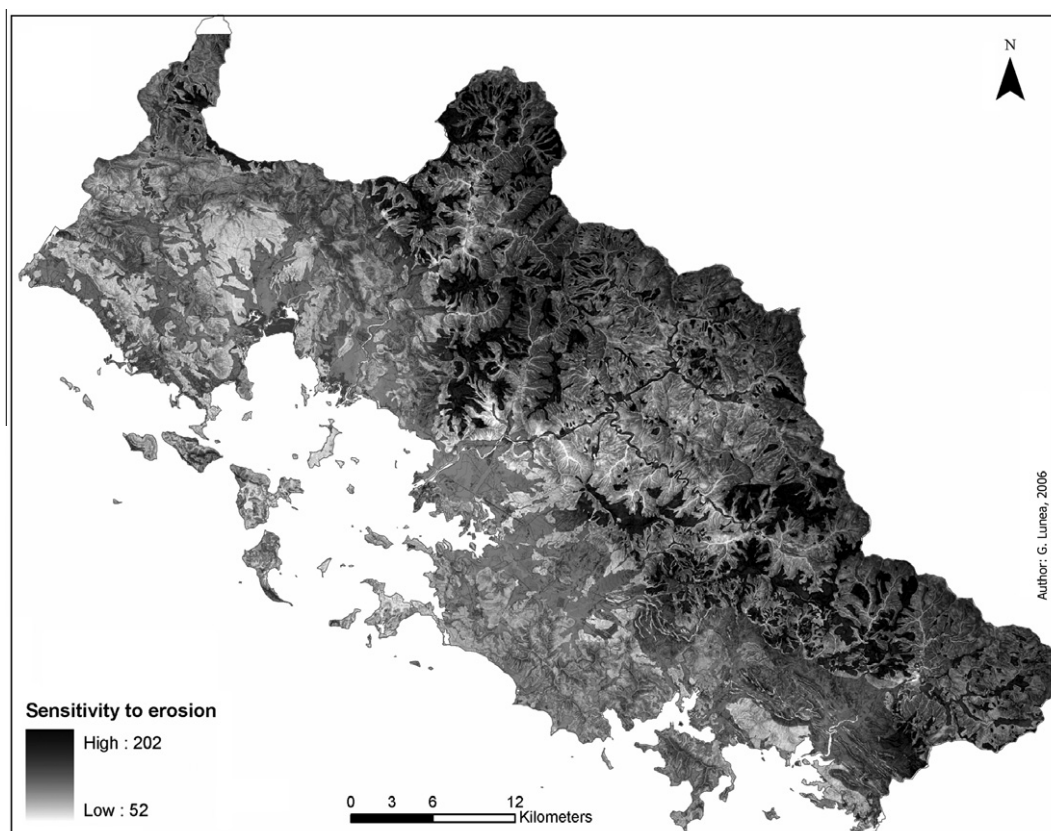 N
Author: G. Lunea, 2006
Sensitivity to erosion
High : 202
Low : 52
0 3 6 12
Kilometers